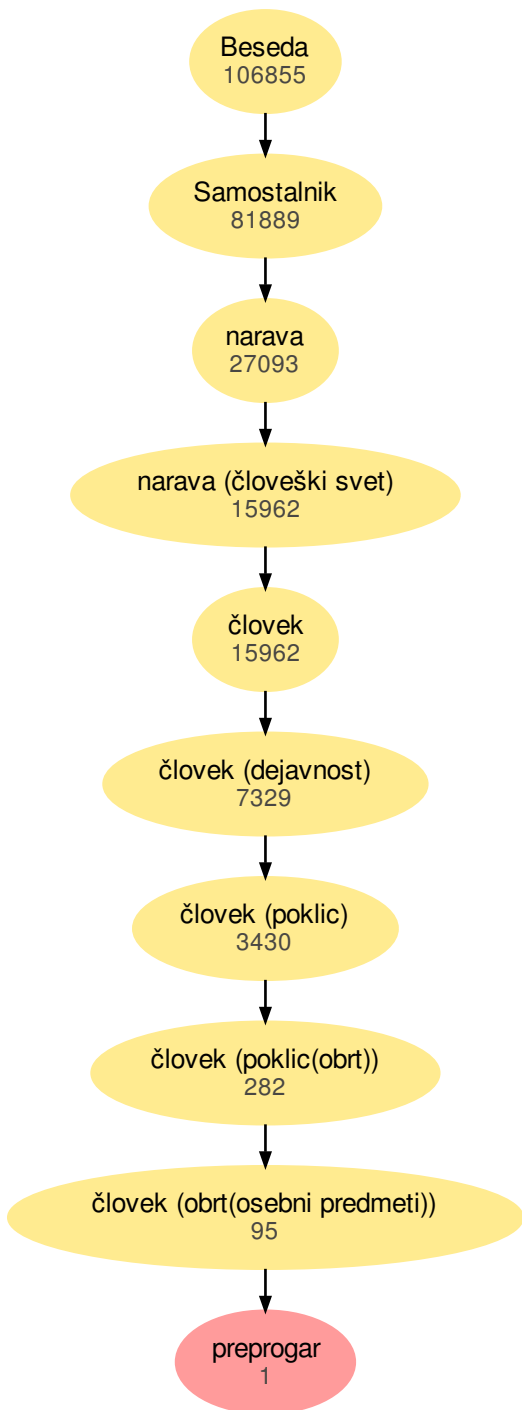 Beseda
106855
Samostalnik
81889
narava
27093
narava (človeški svet)
15962
človek
15962
človek (dejavnost)
7329
človek (poklic)
3430
človek (poklic(obrt))
282
človek (obrt(osebni predmeti))
95
preprogar
1